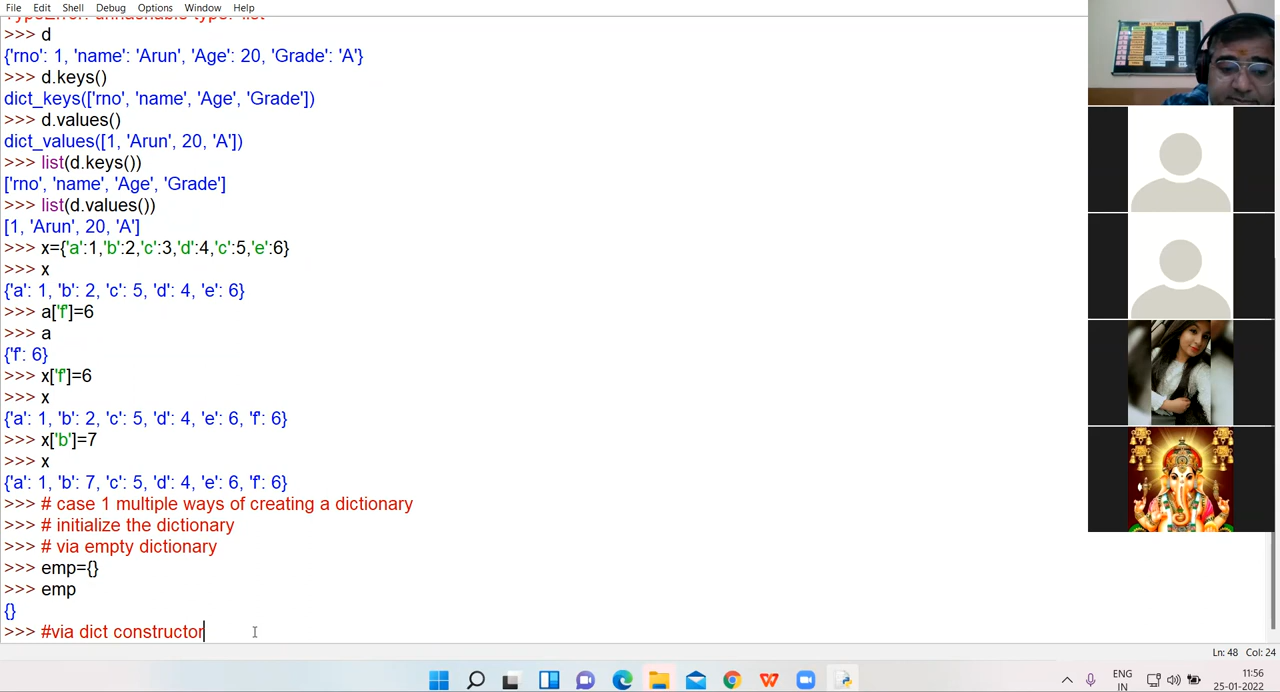 File Edit Shell Debug Options Window Help
TypeError: unhashable type: 'list'
>>> d
{'rno': 1, 'name': 'Arun', 'Age': 20, 'Grade': 'A'}
>>> d.keys()
dict_keys(['rno', 'name', 'Age', 'Grade'])
>>> d.values()
dict_values([1, 'Arun', 20, 'A'])
>>> list(d.keys())
['rno', 'name', 'Age', 'Grade']
>>> list(d.values())
[1, 'Arun', 20, 'A']
>>> x={'a':1,'b':2,'c':3,'d':4,'c':5,'e':6}
>>> x
{'a': 1, 'b': 2, 'c': 5, 'd': 4, 'e': 6}
>>> a['f']=6
>>> a
{'f': 6}
>>> x['f']=6
>>> x
{'a': 1, 'b': 2, 'c': 5, 'd': 4, 'e': 6, 'f': 6}
>>> x['b']=7
>>> x
{'a': 1, 'b': 7, 'c': 5, 'd': 4, 'e': 6, 'f': 6}
>>> # case 1 multiple ways of creating a dictionary
>>> # initialize the dictionary
>>> # via empty dictionary
>>> emp={}
>>> emp
{}
>>> #via dict constructor
Ln: 48 Col: 24
ENG
IN
11:56
25-01-2022